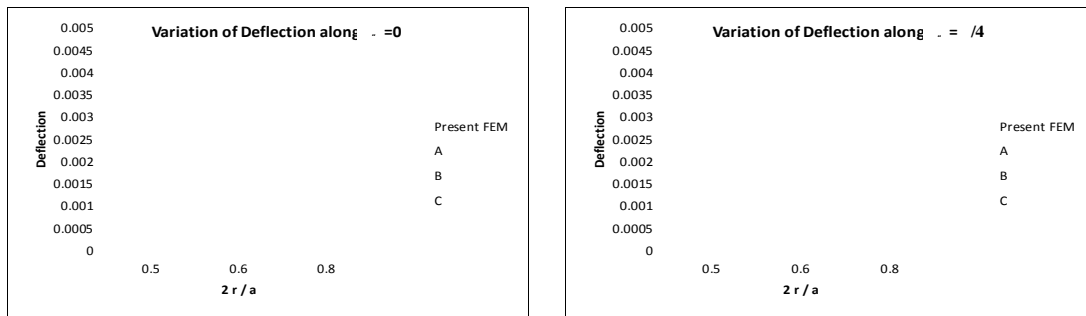 Variation of Deflection along =0
0.005
0.0045
0.004
0.0035
0.003
0.0025
0.002
0.0015
0.001
0.0005
0
Deflection
0.5 0.6 0.8
2 r / a
Present FEM
A
B
C
Variation of Deflection along = /4
0.005
0.0045
0.004
0.0035
0.003
0.0025
0.002
0.0015
0.001
0.0005
0
Deflection
0.5 0.6 0.8
2 r / a
Present FEM
A
B
C